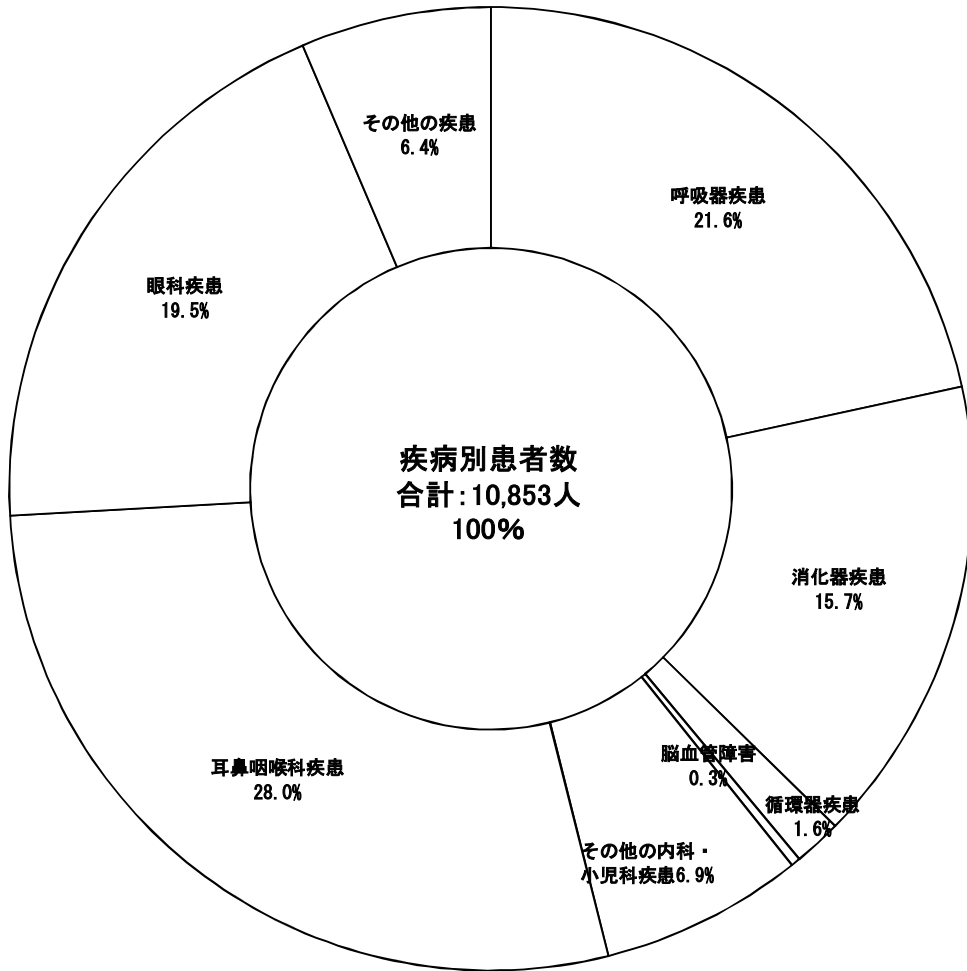 その他の疾患
6.4%
呼吸器疾患
21.6%
眼科疾患
19.5%
疾病別患者数
合計:10,853人
100%
消化器疾患
15.7%
脳血管障害
0.3%
循環器疾患
1.6%
耳鼻咽喉科疾患
28.0%
その他の内科・
小児科疾患6.9%